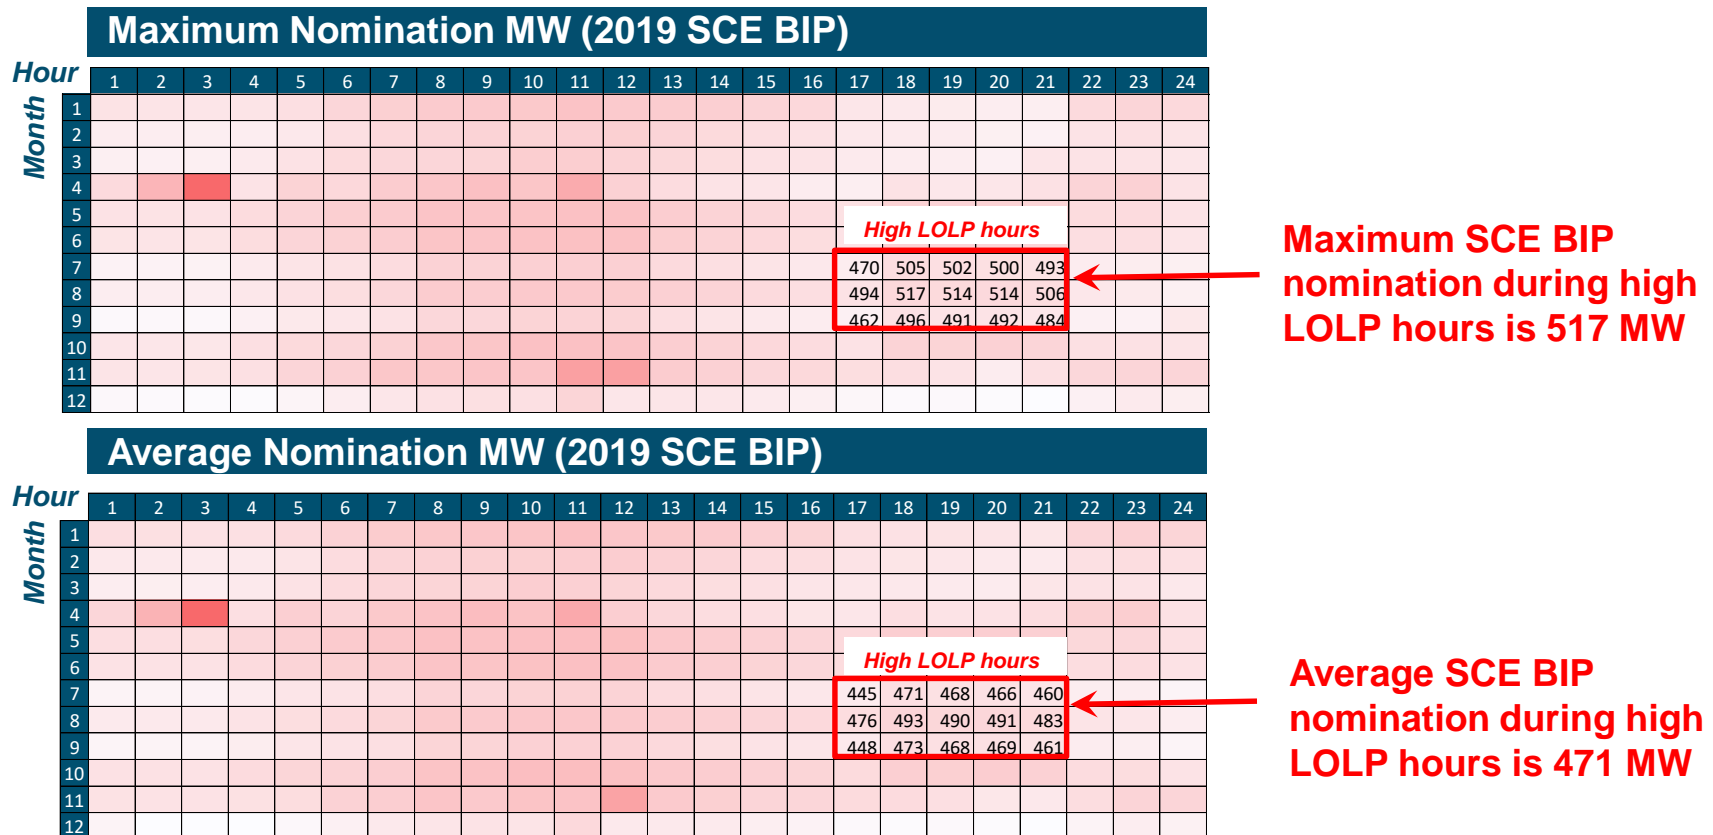 Maximum Nomination MW (2019 SCE BIP)
Hour
1 2 3 4 5 6 7 8 9 10 11 12 13 14 15 16 17 18 19 20 21 22 23 24
Month
1
2
3
4
5
6
High LOLP hours
7 470 505 502 500 493
8 494 517 514 514 506
9 462 496 491 492 484
10
11
12
Maximum SCE BIP
nomination during high
LOLP hours is 517 MW
Average Nomination MW (2019 SCE BIP)
Hour
1 2 3 4 5 6 7 8 9 10 11 12 13 14 15 16 17 18 19 20 21 22 23 24
Month
1
2
3
4
5
6
High LOLP hours
7 445 471 468 466 460
8 476 493 490 491 483
9 448 473 468 469 461
10
11
12
Average SCE BIP
nomination during high
LOLP hours is 471 MW